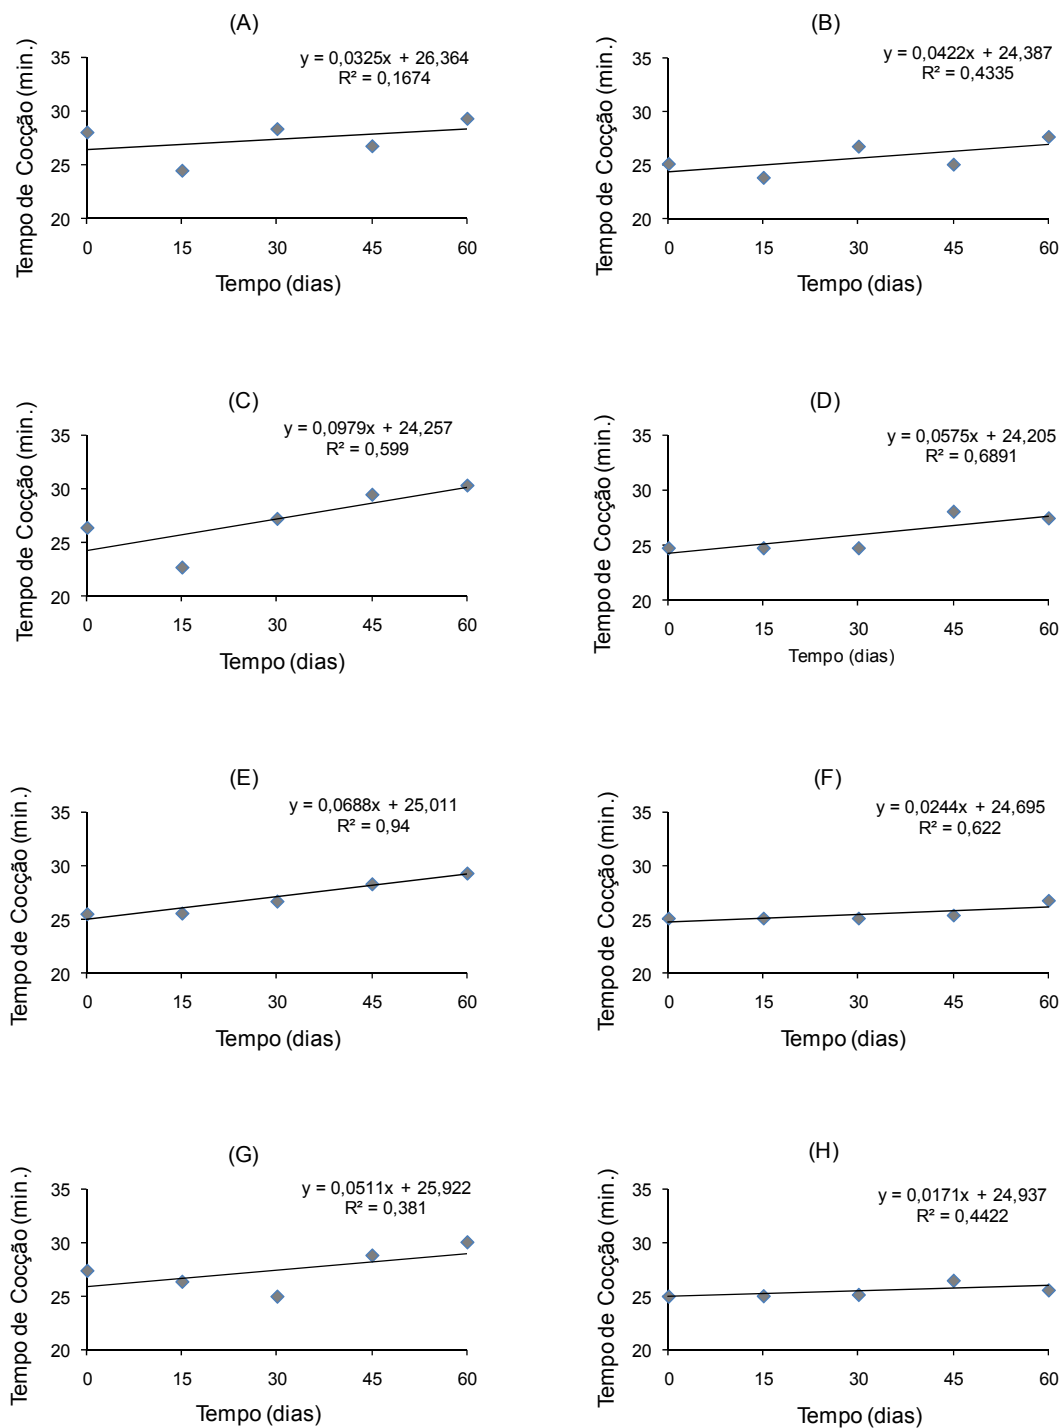 (A)
y = 0,0325x + 26,364
R² = 0,1674
Tempo de Cocção (min.)
35
30
25
20
0 15 30 45 60
Tempo (dias)
(B)
y = 0,0422x + 24,387
R² = 0,4335
Tempo de Cocção (min.)
35
30
25
20
0 15 30 45 60
Tempo (dias)
(C)
y = 0,0979x + 24,257
R² = 0,599
Tempo de Cocção (min.)
35
30
25
20
0 15 30 45 60
Tempo (dias)
(D)
y = 0,0575x + 24,205
R² = 0,6891
Tempo de Cocção (min.)
35
30
25
20
0 15 30 45 60
Tempo (dias)
(E)
y = 0,0688x + 25,011
R² = 0,94
Tempo de Cocção (min.)
35
30
25
20
0 15 30 45 60
Tempo (dias)
(F)
y = 0,0244x + 24,695
R² = 0,622
Tempo de Cocção (min.)
35
30
25
20
0 15 30 45 60
Tempo (dias)
(G)
y = 0,0511x + 25,922
R² = 0,381
Tempo de Cocção (min.)
35
30
25
20
0 15 30 45 60
Tempo (dias)
(H)
y = 0,0171x + 24,937
R² = 0,4422
Tempo de Cocção (min.)
35
30
25
20
0 15 30 45 60
Tempo (dias)